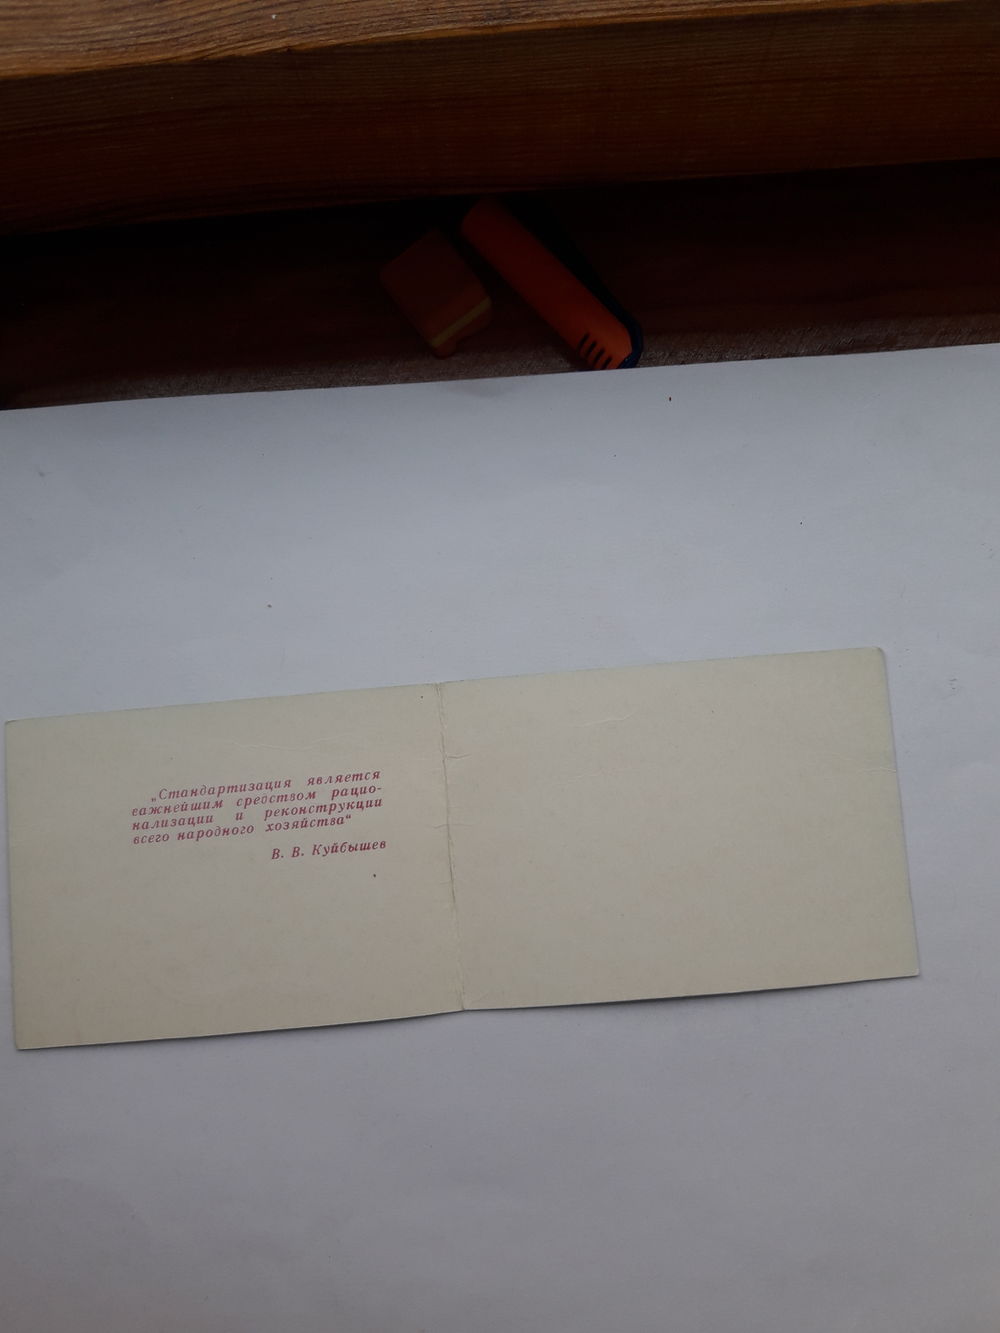 „Стандартизация является
важнейшим средством рацио-
нализации и реконструкции
всего народного хозяйства“
В. В. Куйбышев